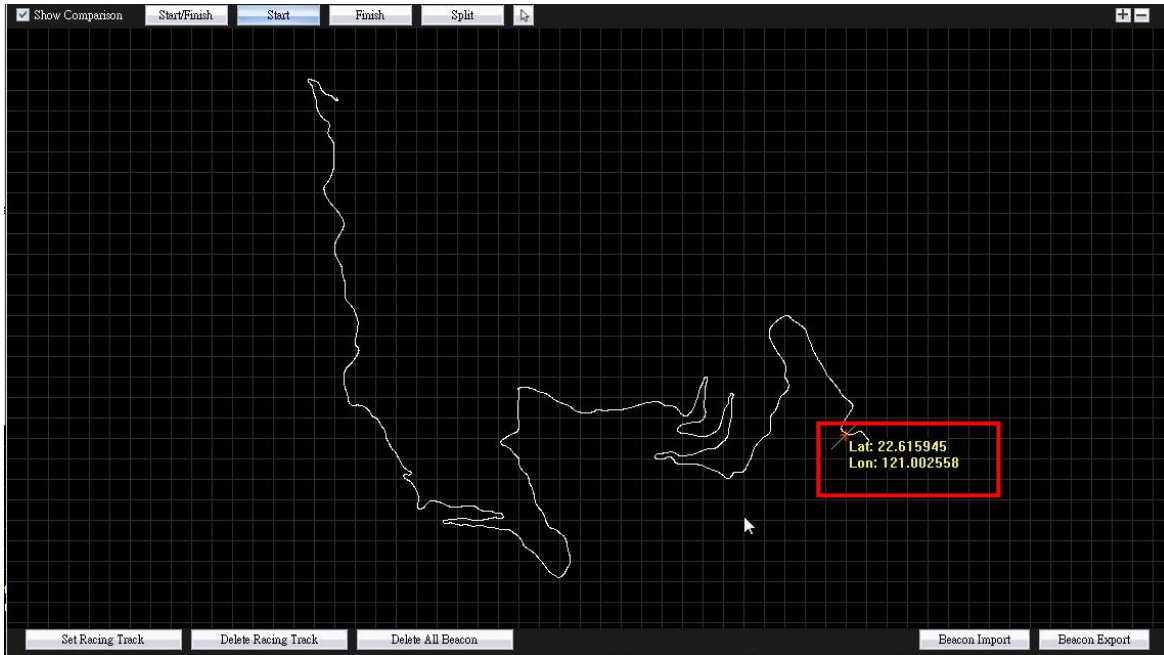 Show Comparison Start/Finish Start Finish Split
Lat: 22.615945
Lon: 121.002558
Set Racing Track Delete Racing Track Delete All Beacon Beacon Import Beacon Export